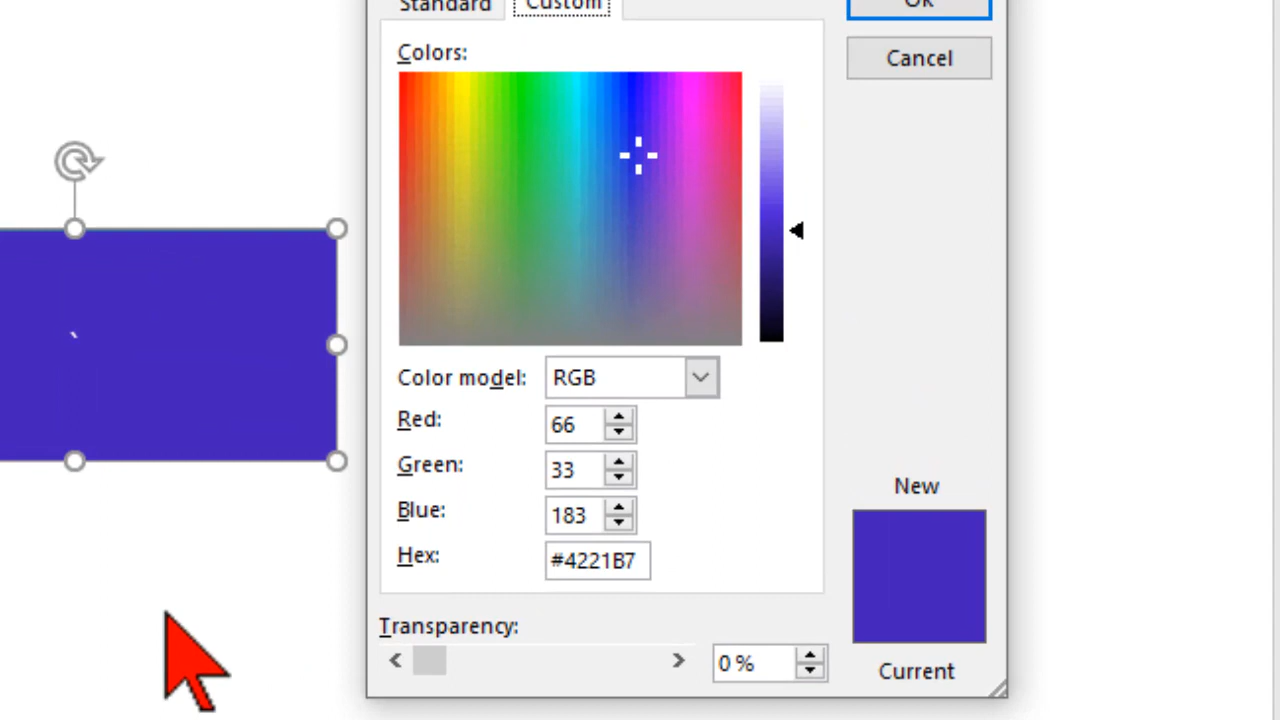 Standard Custom
OK
Cancel
Colors:
Color model: RGB
Red: 66
Green: 33
Blue: 183
Hex: #4221B7
New
Current
Transparency:
0 %
`